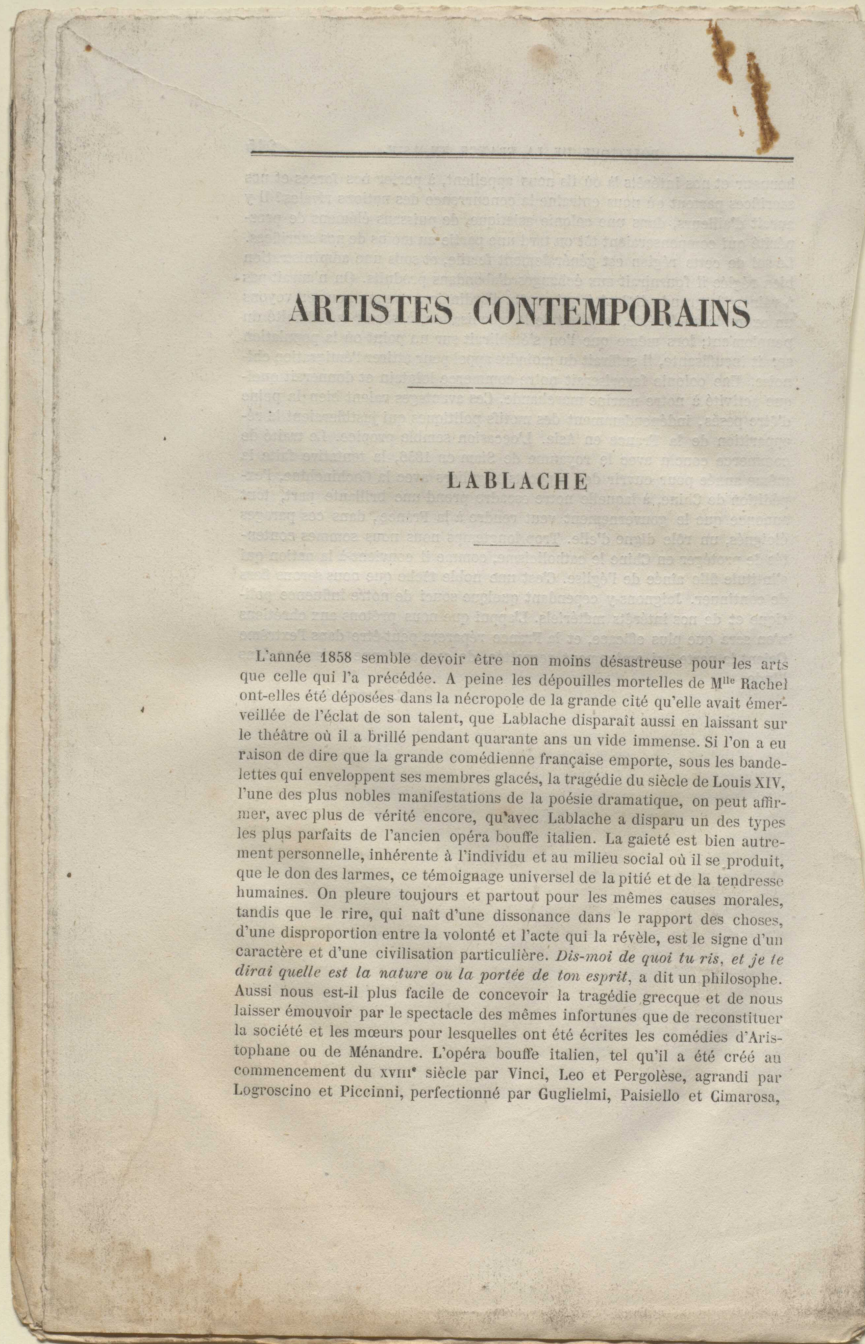 ARTISTES CONTEMPORAINS
LABLACHE
L'année 1858 semble devoir être non moins désastreuse pour les arts
que celle qui l'a précédée. A peine les dépouilles mortelles de Mlle Rachel
ont-elles été déposées dans la nécropole de la grande cité qu'elle avait émer-
veillée de l'éclat de son talent, que Lablache disparaît aussi en laissant sur
le théâtre où il a brillé pendant quarante ans un vide immense. Si l'on a eu
raison de dire que la grande comédienne française emporte, sous les bande-
lettes qui enveloppent ses membres glacés, la tragédie du siècle de Louis XIV,
l'une des plus nobles manifestations de la poésie dramatique, on peut affir-
mer, avec plus de vérité encore, qu'avec Lablache a disparu un des types
les plus parfaits de l'ancien opéra bouffe italien. La gaieté est bien autre-
ment personnelle, inhérente à l'individu et au milieu social où il se produit,
que le don des larmes, ce témoignage universel de la pitié et de la tendresse
humaines. On pleure toujours et partout pour les mêmes causes morales,
tandis que le rire, qui naît d'une dissonance dans le rapport des choses,
d'une disproportion entre la volonté et l'acte qui la révèle, est le signe d'un
caractère et d'une civilisation particulière. Dis-moi de quoi tu ris, et je te
dirai quelle est la nature ou la portée de ton esprit, a dit un philosophe.
Aussi nous est-il plus facile de concevoir la tragédie grecque et de nous
laisser émouvoir par le spectacle des mêmes infortunes que de reconstituer
la société et les mœurs pour lesquelles ont été écrites les comédies d'Aris-
tophane ou de Ménandre. L'opéra bouffe italien, tel qu'il a été créé au
commencement du XVIIIe siècle par Vinci, Leo et Pergolèse, agrandi par
Logroscino et Piccinni, perfectionné par Guglielmi, Paisiello et Cimarosa,